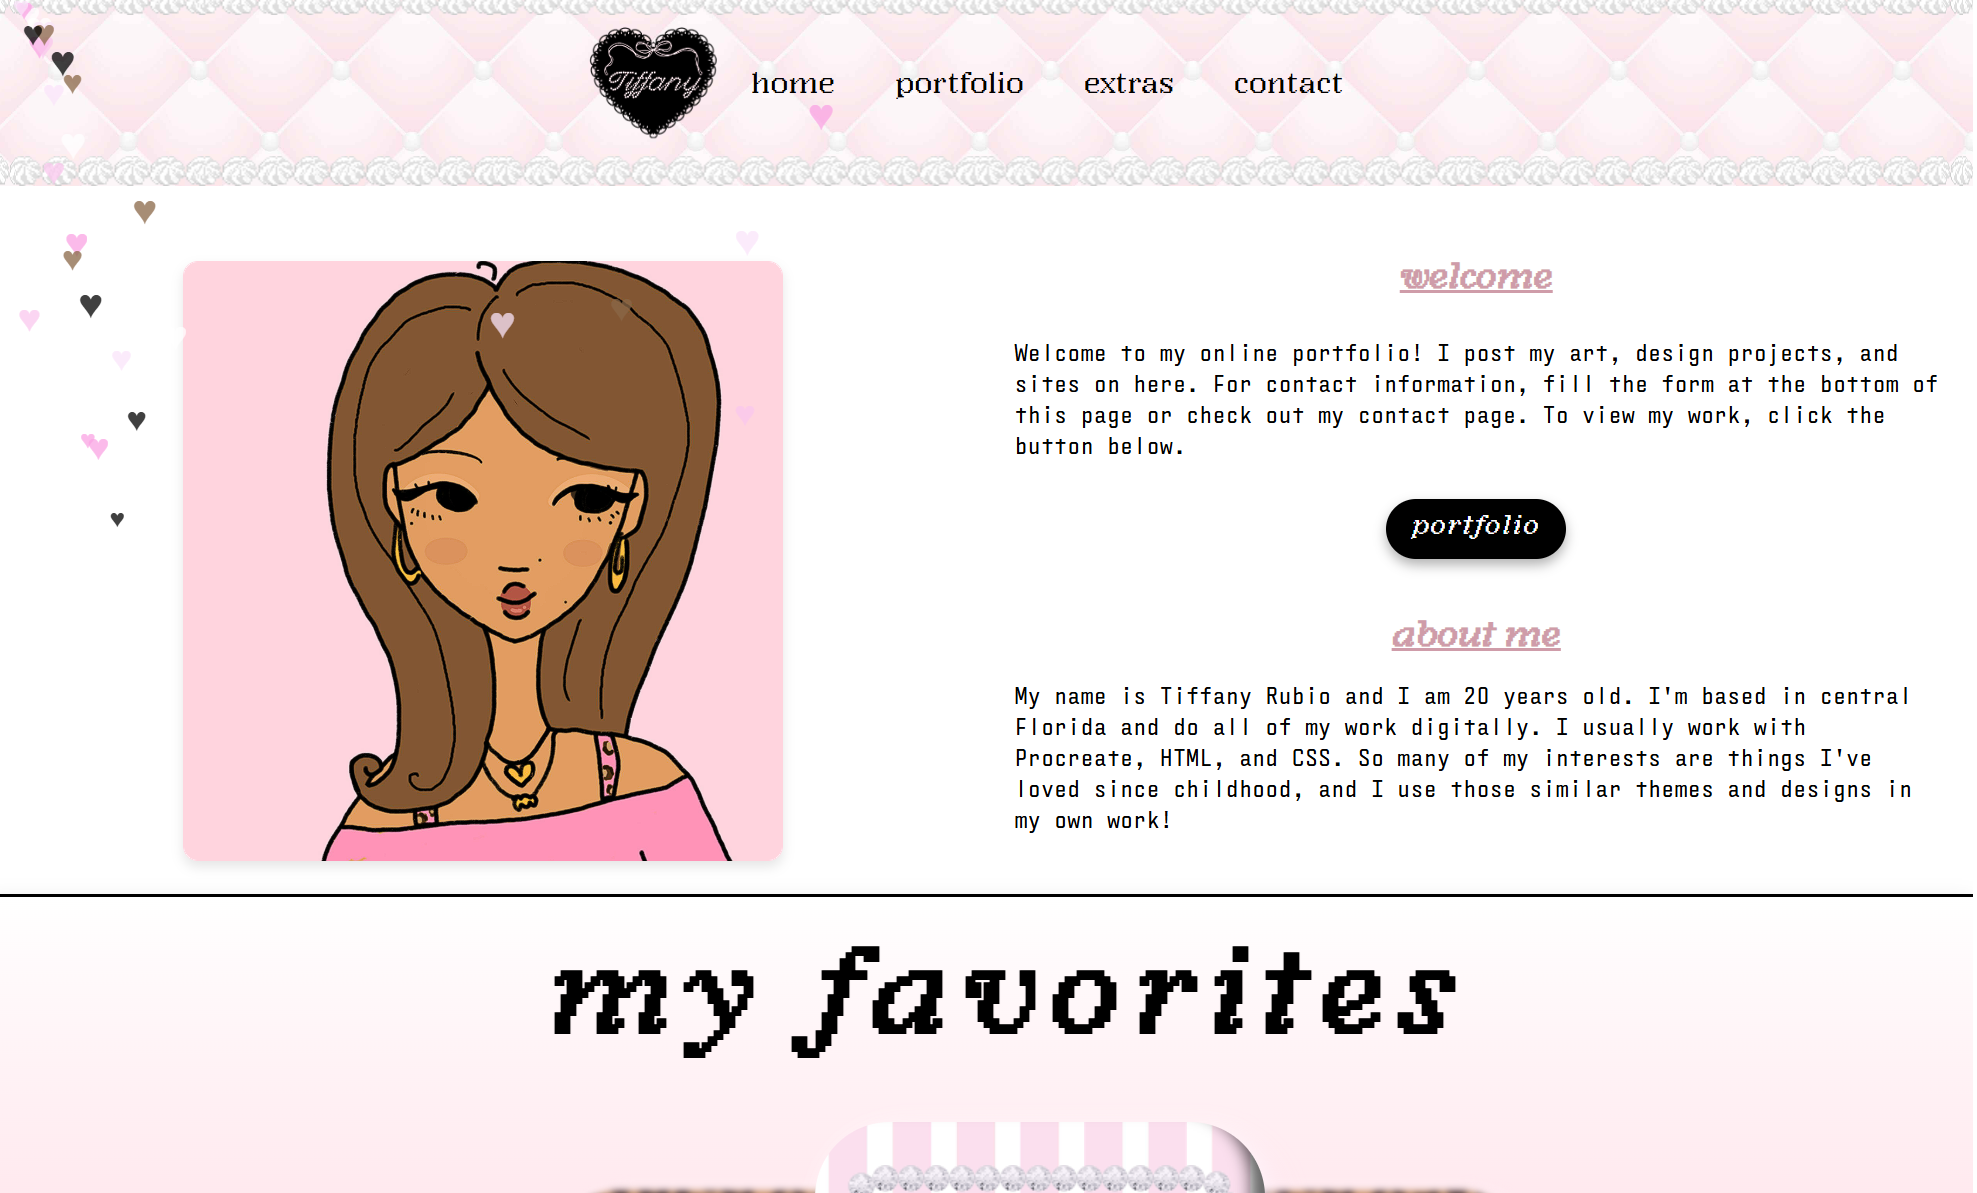 Tiffany
home portfolio extras contact
welcome
Welcome to my online portfolio! I post my art, design projects, and
sites on here. For contact information, fill the form at the bottom of
this page or check out my contact page. To view my work, click the
button below.
portfolio
about me
My name is Tiffany Rubio and I am 20 years old. I'm based in central
Florida and do all of my work digitally. I usually work with
Procreate, HTML, and CSS. So many of my interests are things I've
loved since childhood, and I use those similar themes and designs in
my own work!
my favorites